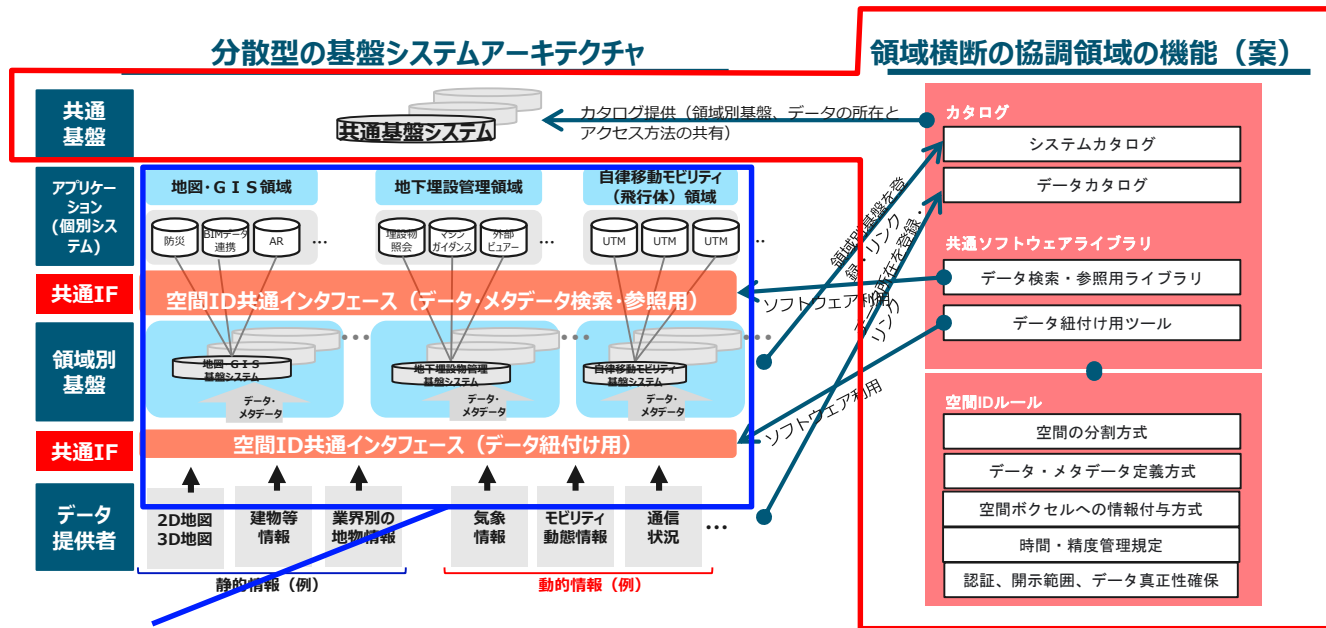 分散型の基盤システムアーキテクチャ
領域横断の協調領域の機能（案）
共通
基盤
共通基盤システム
カタログ提供（領域別基盤、データの所在と
アクセス方法の共有）
カタログ
システムカタログ
データカタログ
アプリケー
ション
(個別シス
テム)
地図・ＧＩＳ領域
地下埋設管理領域
自律移動モビリティ
（飛行体）領域
防災
BIMデータ
連携
AR
…
埋設物
照会
マシン
ガイダンス
外部
ビュアー
…
UTM
UTM
UTM
..
領域別基盤を登
録・リンク
データ所在を登録・
リンク
共通ソフトウェアライブラリ
データ検索・参照用ライブラリ
データ紐付け用ツール
共通IF
空間ID共通インタフェース（データ・メタデータ検索・参照用）
ソフトウェア利用
領域別
基盤
地図・ＧＩＳ
基盤システム
データ・
メタデータ
…
地下埋設物管理
基盤システム
データ・
メタデータ
…
自律移動モビリティ
基盤システム
データ・
メタデータ
…
ソフトウェア利用
共通IF
空間ID共通インタフェース（データ紐付け用）
空間IDルール
空間の分割方式
データ・メタデータ定義方式
空間ボクセルへの情報付与方式
時間・精度管理規定
認証、開示範囲、データ真正性確保
データ
提供者
2D地図
3D地図
建物等
情報
業界別の
地物情報
気象
情報
モビリティ
動態情報
通信
状況
…
静的情報（例）
動的情報（例）